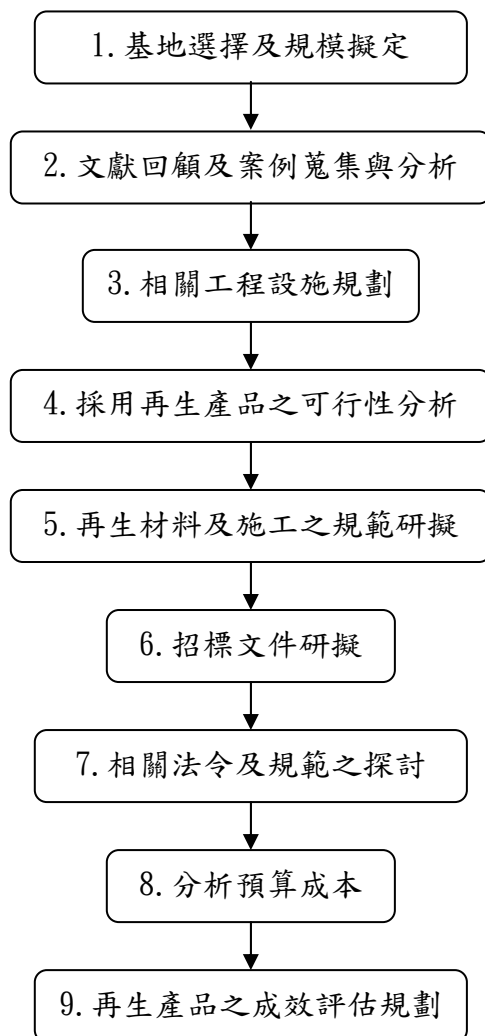 1.基地選擇及規模擬定
2.文獻回顧及案例蒐集與分析
3.相關工程設施規劃
4.採用再生產品之可行性分析
5.再生材料及施工之規範研擬
6.招標文件研擬
7.相關法令及規範之探討
8.分析預算成本
9.再生產品之成效評估規劃